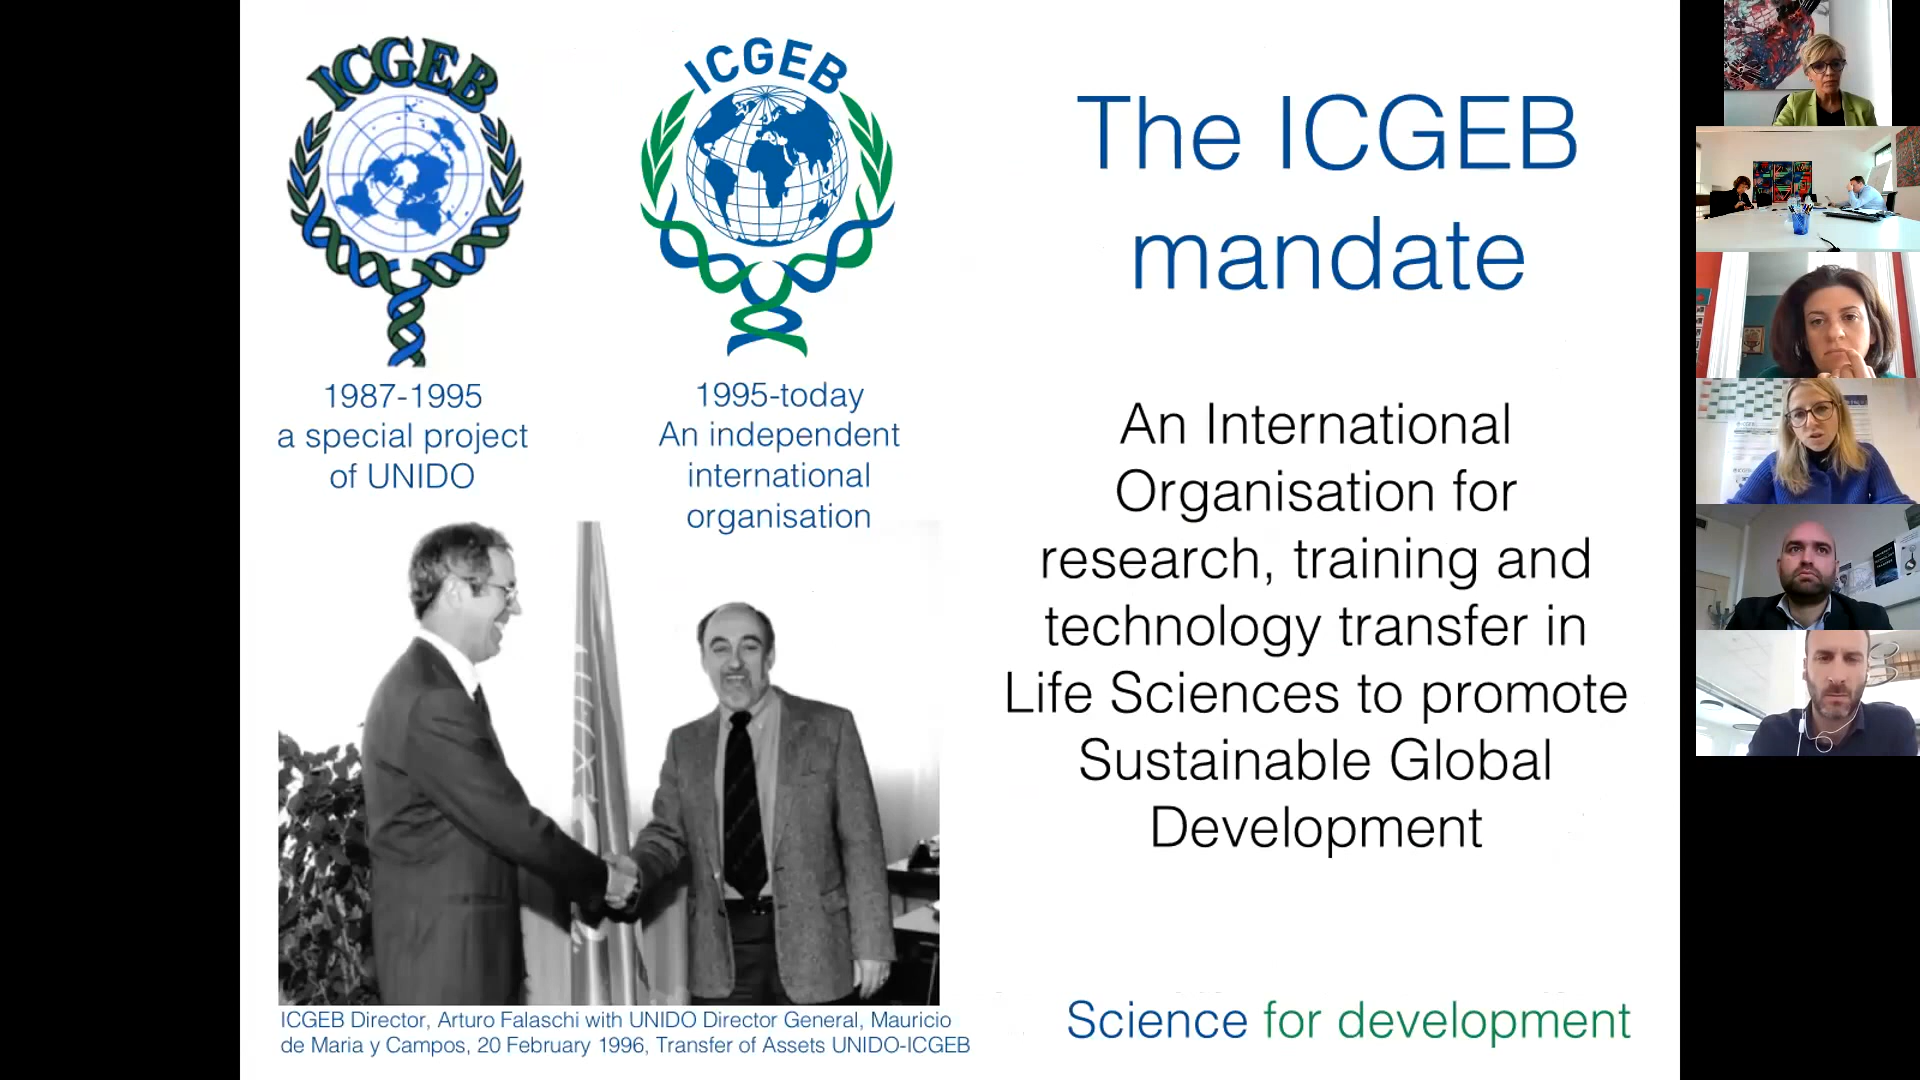 ICGEB
1987-1995
a special project
of UNIDO
ICGEB
1995-today
An independent
international
organisation
ICGEB Director, Arturo Falaschi with UNIDO Director General, Mauricio
de Maria y Campos, 20 February 1996, Transfer of Assets UNIDO-ICGEB
The ICGEB
mandate
An International
Organisation for
research, training and
technology transfer in
Life Sciences to promote
Sustainable Global
Development
Science for development